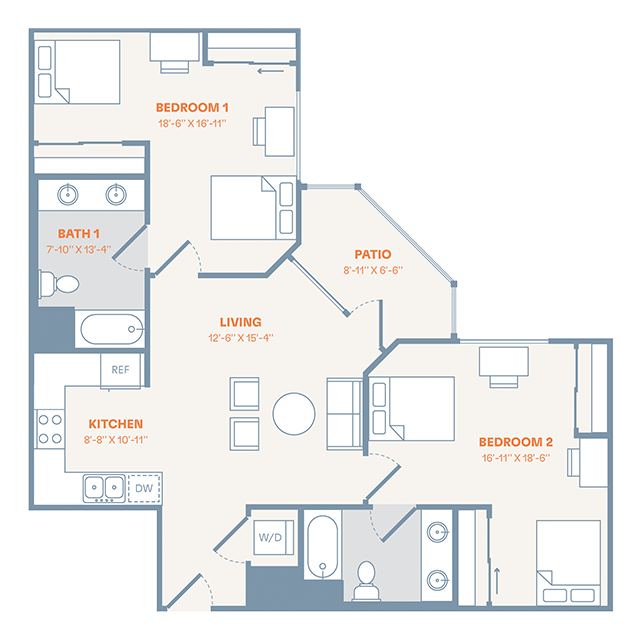 BEDROOM 1
18'-6" X 16'-11"
BATH 1
7'-10" X 13'-4"
PATIO
8'-11" X 6'-6"
LIVING
12'-6" X 15'-4"
REF
KITCHEN
8'-8" X 10'-11"
BEDROOM 2
16'-11" X 18'-6"
DW
W/D